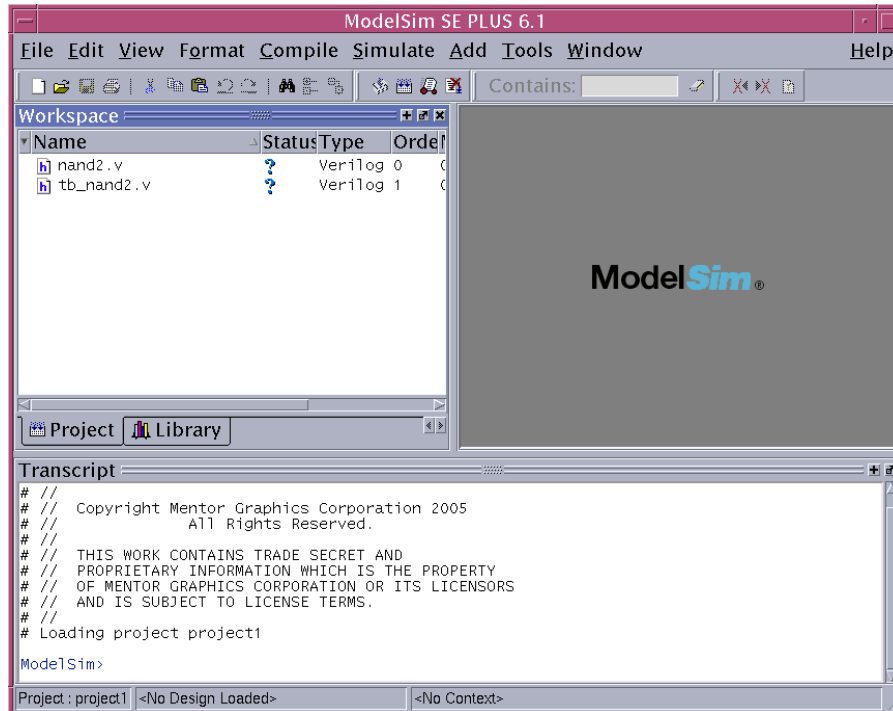 ModelSim SE PLUS 6.1
File Edit View Format Compile Simulate Add Tools Window Help
Contains:
Workspace
Name Status Type Orde
nand2.v ? Verilog 0
tb_nand2.v ? Verilog 1
ModelSim®
Project Library
Transcript
# //
# // Copyright Mentor Graphics Corporation 2005
# // All Rights Reserved.
# //
# // THIS WORK CONTAINS TRADE SECRET AND
# // PROPRIETARY INFORMATION WHICH IS THE PROPERTY
# // OF MENTOR GRAPHICS CORPORATION OR ITS LICENSORS
# // AND IS SUBJECT TO LICENSE TERMS.
# //
# Loading project project1
ModelSim>
Project : project1 <No Design Loaded> <No Context>